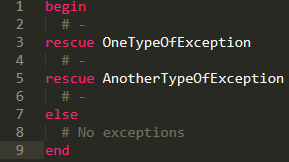 1 begin
2   # -
3 rescue OneTypeOfException
4   # -
5 rescue AnotherTypeOfException
6   # -
7 else
8   # No exceptions
9 end